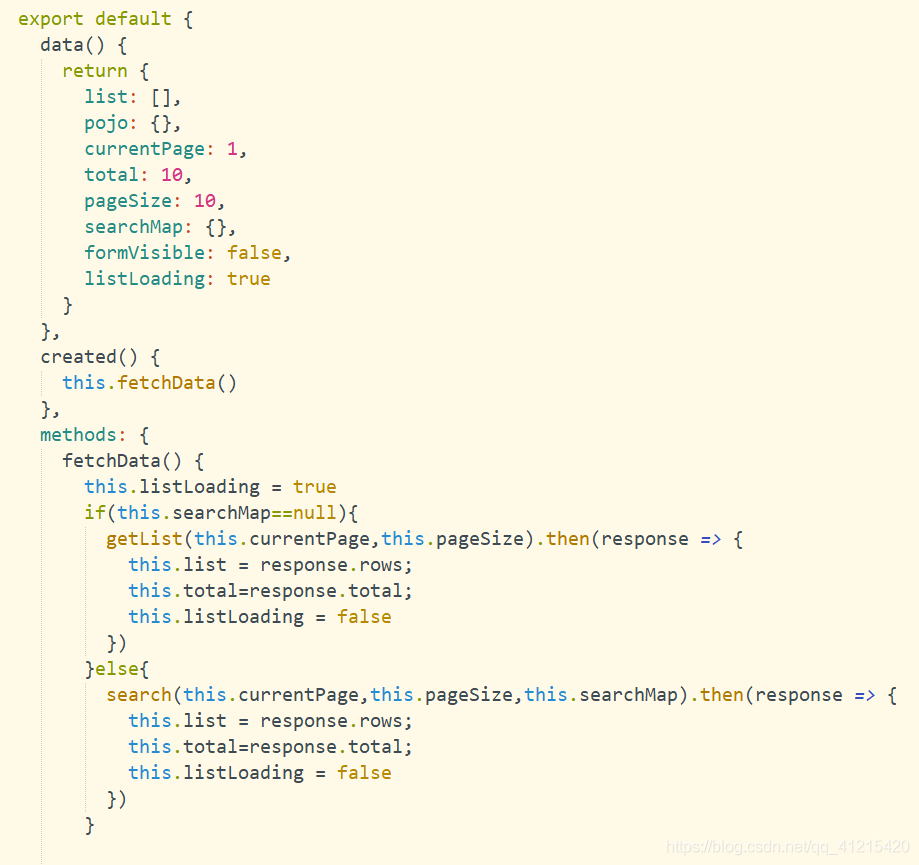 export default {
  data() {
    return {
      list: [],
      pojo: {},
      currentPage: 1,
      total: 10,
      pageSize: 10,
      searchMap: {},
      formVisible: false,
      listLoading: true
    }
  },
  created() {
    this.fetchData()
  },
  methods: {
    fetchData() {
      this.listLoading = true
      if(this.searchMap==null){
        getList(this.currentPage,this.pageSize).then(response => {
          this.list = response.rows;
          this.total=response.total;
          this.listLoading = false
        })
      }else{
        search(this.currentPage,this.pageSize,this.searchMap).then(response => {
          this.list = response.rows;
          this.total=response.total;
          this.listLoading = false
        })
      }
https://blog.csdn.net/qq_41215420